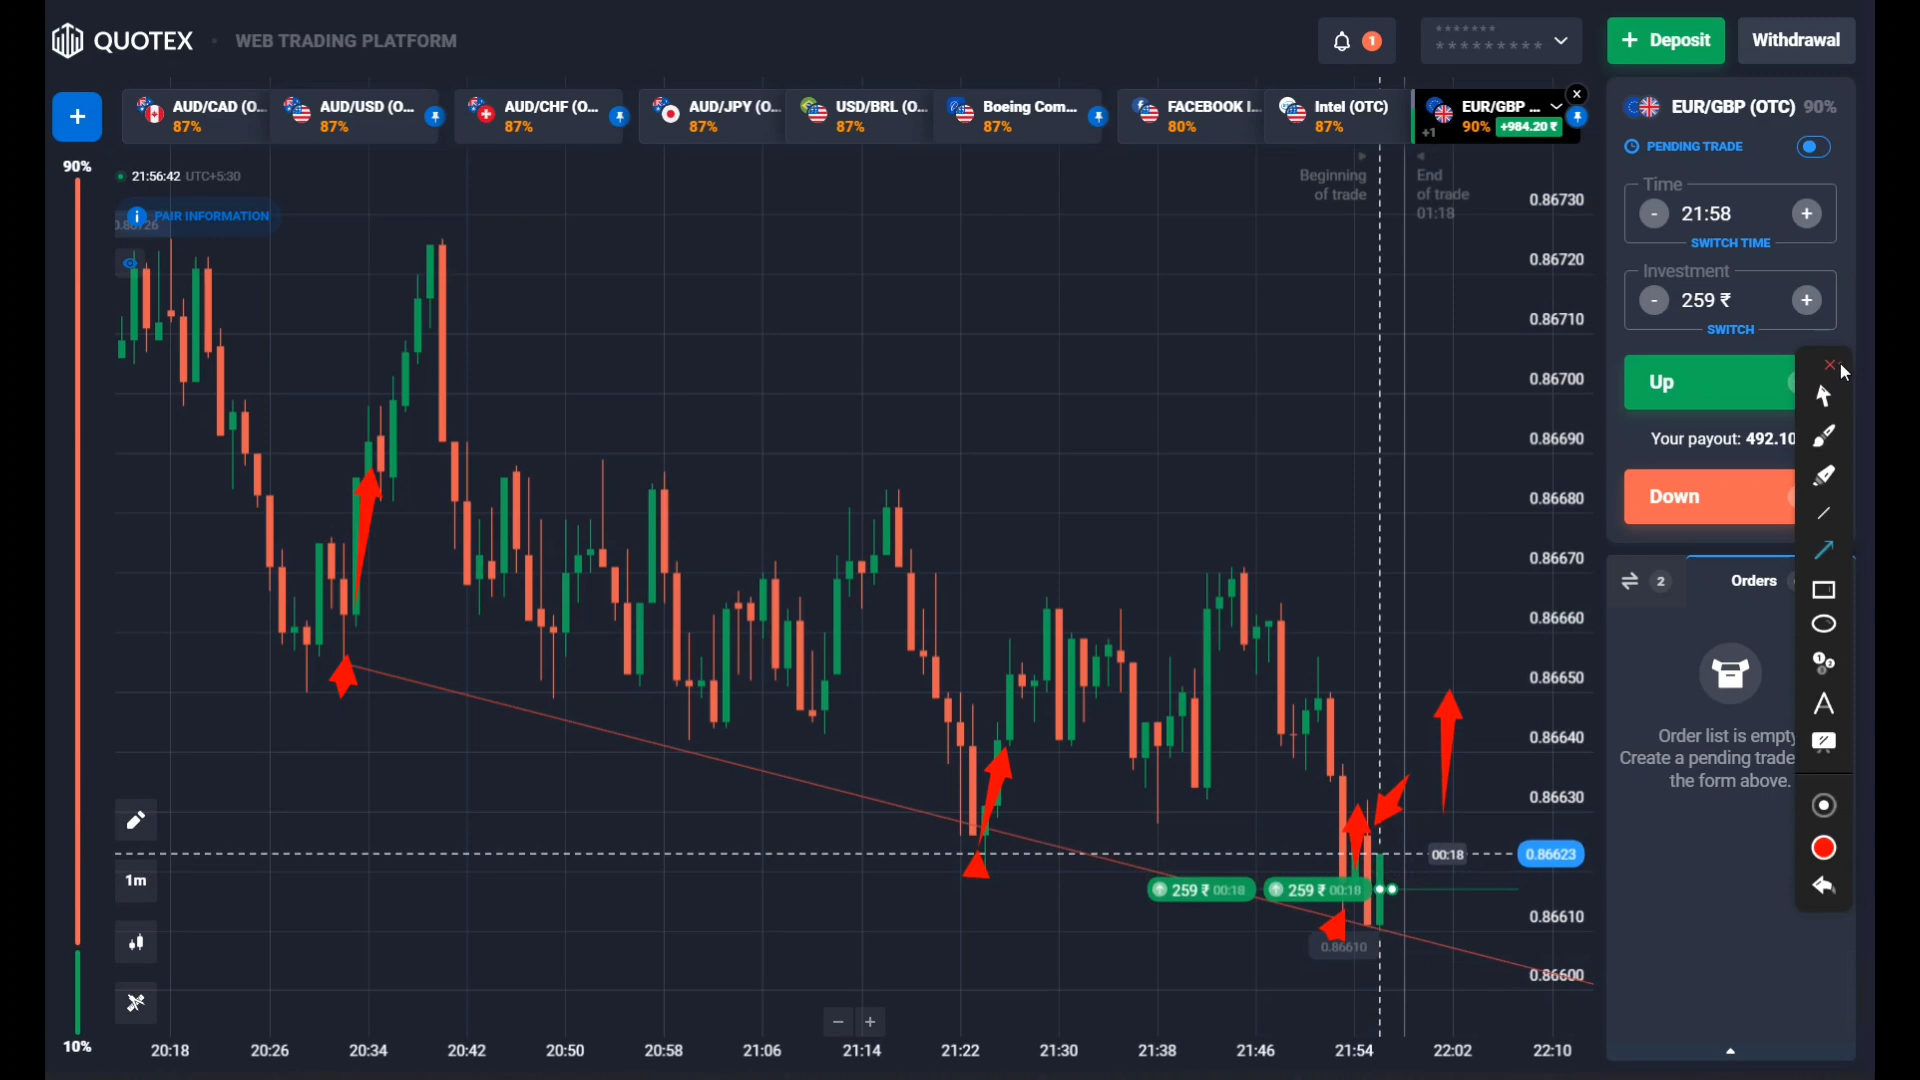 QUOTEX
WEB TRADING PLATFORM
1
*******
*********
+ Deposit
Withdrawal
+
AUD/CAD (O...
87%
AUD/USD (O...
87%
AUD/CHF (O...
87%
AUD/JPY (O...
87%
USD/BRL (O...
87%
Boeing Com...
87%
FACEBOOK I...
80%
Intel (OTC)
87%
EUR/GBP ...
+1
90% +984.20 ₹
EUR/GBP (OTC) 90%
PENDING TRADE
Time
- 21:58 +
SWITCH TIME
Investment
- 259 ₹ +
SWITCH
Up
Your payout: 492.10
Down
2
Orders
Order list is empty
Create a pending trade
the form above.
90%
21:56:42 UTC+5:30
PAIR INFORMATION
Beginning
of trade
End
of trade
01:18
0.86730
0.86720
0.86710
0.86700
0.86690
0.86680
0.86670
0.86660
0.86650
0.86640
0.86630
00:18
0.86623
259 ₹ 00:18
259 ₹ 00:18
0.86610
0.86610
0.86600
1m
10%
- +
20:18 20:26 20:34 20:42 20:50 20:58 21:06 21:14 21:22 21:30 21:38 21:46 21:54 22:02 22:10